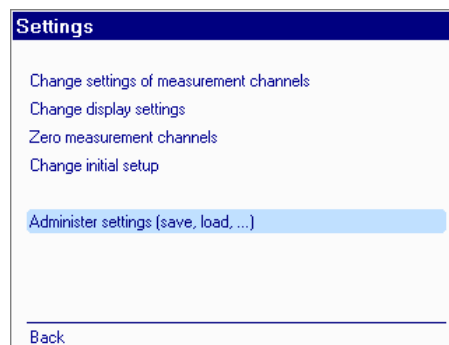 Settings
Change settings of measurement channels
Change display settings
Zero measurement channels
Change initial setup
Administer settings (save, load, ...)
Back